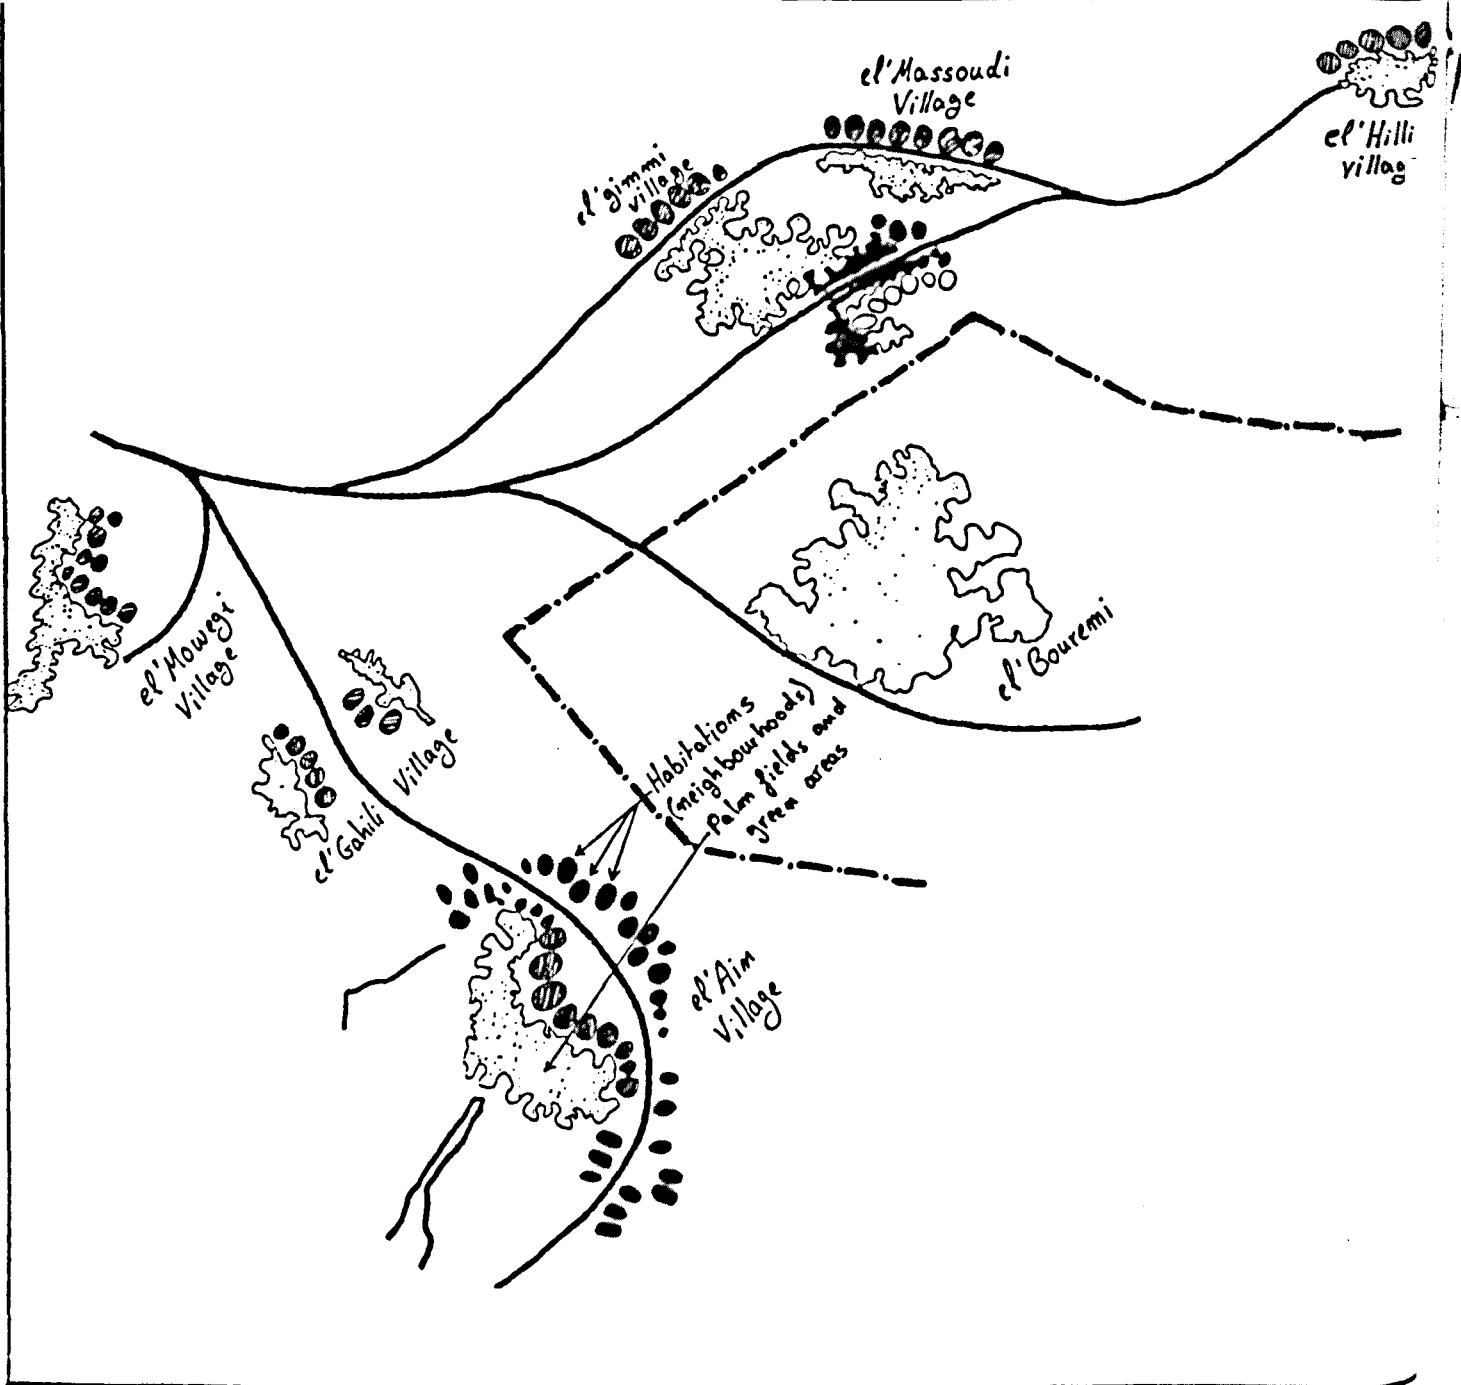 el'Massoudi
Village
el'Hilli
villag
el'gimmi
village
el'Mowegi
Village
el'Bouremi
Habitations
(neighbourhoods)
Palm fields and
green areas
el'Gahili Village
el'Ain
Village